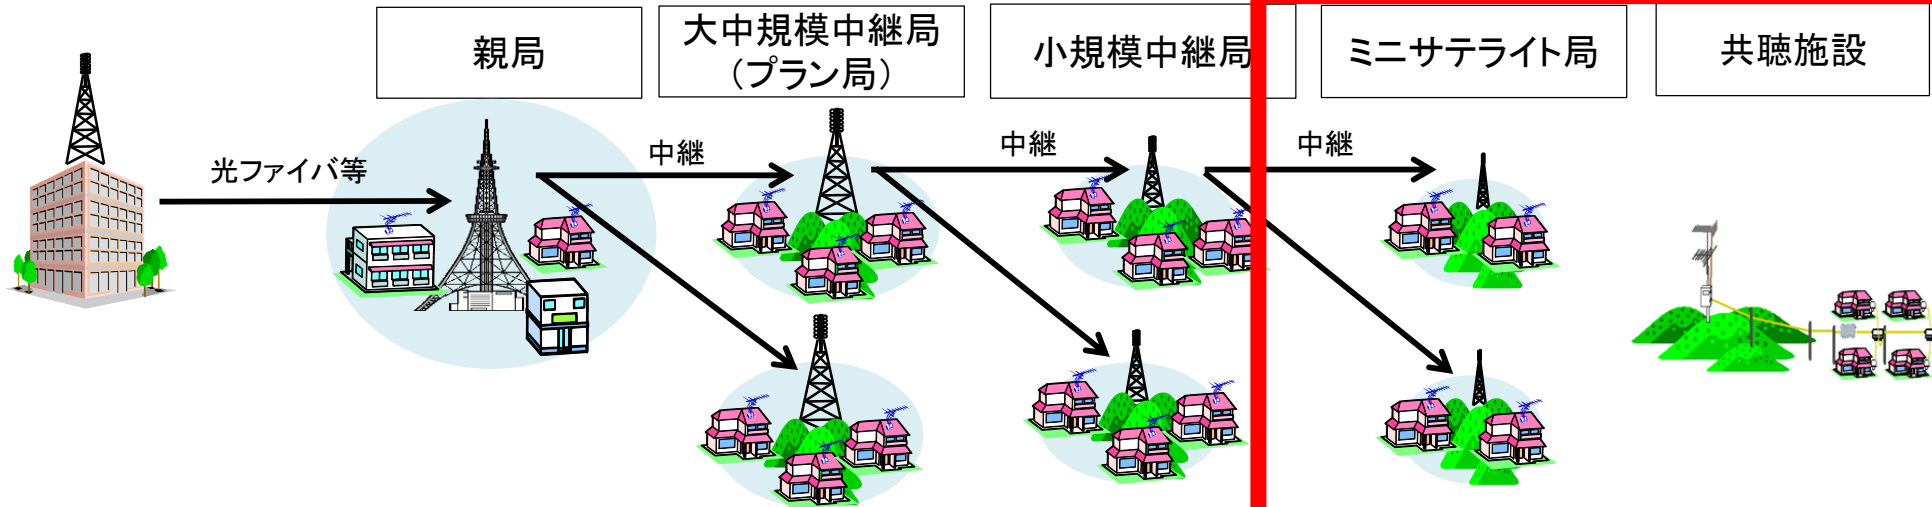 親局
大中規模中継局
（プラン局）
小規模中継局
ミニサテライト局
共聴施設
光ファイバ等
中継
中継
中継